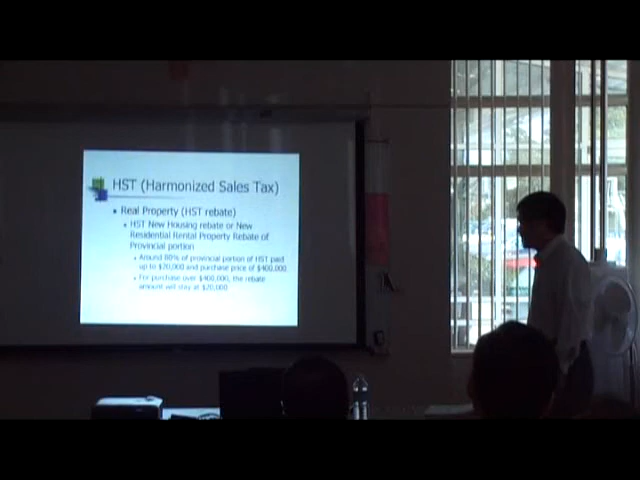 HST (Harmonized Sales Tax)
Real Property (HST rebate)
HST New Housing rebate or New
Residential Rental Property Rebate of
Provincial portion
Around 80% of provincial portion of HST paid
up to $20,000 and purchase price of $400,000.
For purchase over $400,000, the rebate
amount will stay at $20,000